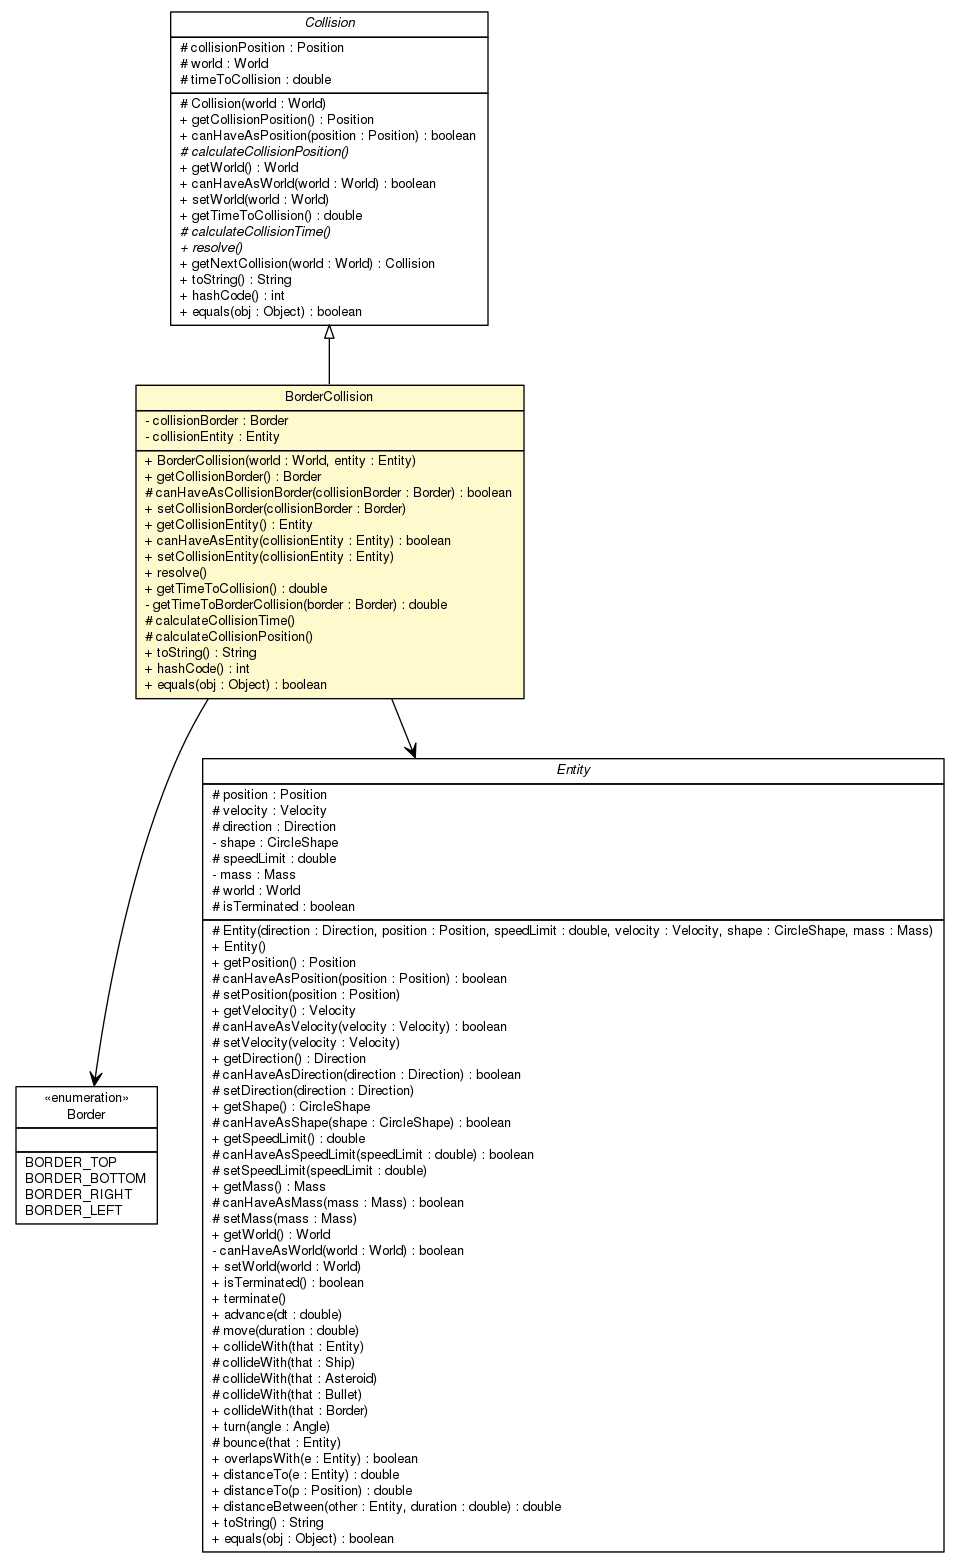 Collision
# collisionPosition : Position
# world : World
# timeToCollision : double
# Collision(world : World)
+ getCollisionPosition() : Position
+ canHaveAsPosition(position : Position) : boolean
# calculateCollisionPosition()
+ getWorld() : World
+ canHaveAsWorld(world : World) : boolean
+ setWorld(world : World)
+ getTimeToCollision() : double
# calculateCollisionTime()
+ resolve()
+ getNextCollision(world : World) : Collision
+ toString() : String
+ hashCode() : int
+ equals(obj : Object) : boolean
BorderCollision
- collisionBorder : Border
- collisionEntity : Entity
+ BorderCollision(world : World, entity : Entity)
+ getCollisionBorder() : Border
# canHaveAsCollisionBorder(collisionBorder : Border) : boolean
+ setCollisionBorder(collisionBorder : Border)
+ getCollisionEntity() : Entity
+ canHaveAsEntity(collisionEntity : Entity) : boolean
+ setCollisionEntity(collisionEntity : Entity)
+ resolve()
+ getTimeToCollision() : double
- getTimeToBorderCollision(border : Border) : double
# calculateCollisionTime()
# calculateCollisionPosition()
+ toString() : String
+ hashCode() : int
+ equals(obj : Object) : boolean
Entity
# position : Position
# velocity : Velocity
# direction : Direction
- shape : CircleShape
# speedLimit : double
- mass : Mass
# world : World
# isTerminated : boolean
# Entity(direction : Direction, position : Position, speedLimit : double, velocity : Velocity, shape : CircleShape, mass : Mass)
+ Entity()
+ getPosition() : Position
# canHaveAsPosition(position : Position) : boolean
# setPosition(position : Position)
+ getVelocity() : Velocity
# canHaveAsVelocity(velocity : Velocity) : boolean
# setVelocity(velocity : Velocity)
+ getDirection() : Direction
# canHaveAsDirection(direction : Direction) : boolean
# setDirection(direction : Direction)
+ getShape() : CircleShape
# canHaveAsShape(shape : CircleShape) : boolean
+ getSpeedLimit() : double
# canHaveAsSpeedLimit(speedLimit : double) : boolean
# setSpeedLimit(speedLimit : double)
+ getMass() : Mass
# canHaveAsMass(mass : Mass) : boolean
# setMass(mass : Mass)
+ getWorld() : World
- canHaveAsWorld(world : World) : boolean
+ setWorld(world : World)
+ isTerminated() : boolean
+ terminate()
+ advance(dt : double)
# move(duration : double)
+ collideWith(that : Entity)
# collideWith(that : Ship)
# collideWith(that : Asteroid)
# collideWith(that : Bullet)
+ collideWith(that : Border)
+ turn(angle : Angle)
# bounce(that : Entity)
+ overlapsWith(e : Entity) : boolean
+ distanceTo(e : Entity) : double
+ distanceTo(p : Position) : double
+ distanceBetween(other : Entity, duration : double) : double
+ toString() : String
+ equals(obj : Object) : boolean
«enumeration»
Border
BORDER_TOP
BORDER_BOTTOM
BORDER_RIGHT
BORDER_LEFT